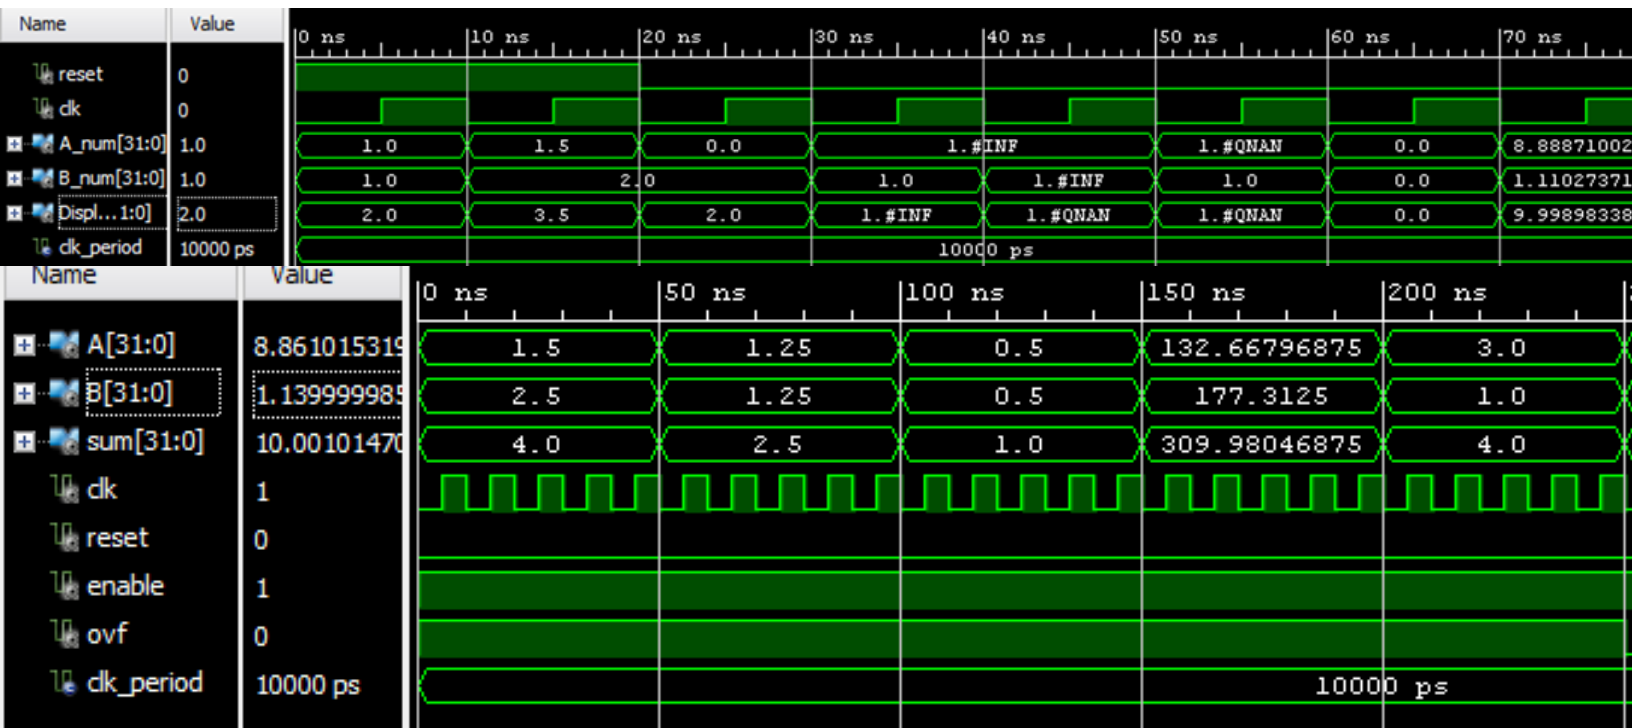 Name Value 0 ns 10 ns 20 ns 30 ns 40 ns 50 ns 60 ns 70 ns
reset 0
clk 0
A_num[31:0] 1.0 1.0 1.5 0.0 1.#INF 1.#QNAN 0.0 8.88871002
B_num[31:0] 1.0 1.0 2.0 1.0 1.#INF 1.0 0.0 1.11027371
Displ...1:0] 2.0 2.0 3.5 2.0 1.#INF 1.#QNAN 1.#QNAN 0.0 9.99898338
clk_period 10000 ps 10000 ps
Name Value 0 ns 50 ns 100 ns 150 ns 200 ns
A[31:0] 8.861015319 1.5 1.25 0.5 132.66796875 3.0
B[31:0] 1.139999985 2.5 1.25 0.5 177.3125 1.0
sum[31:0] 10.00101470 4.0 2.5 1.0 309.98046875 4.0
clk 1
reset 0
enable 1
ovf 0
clk_period 10000 ps 10000 ps